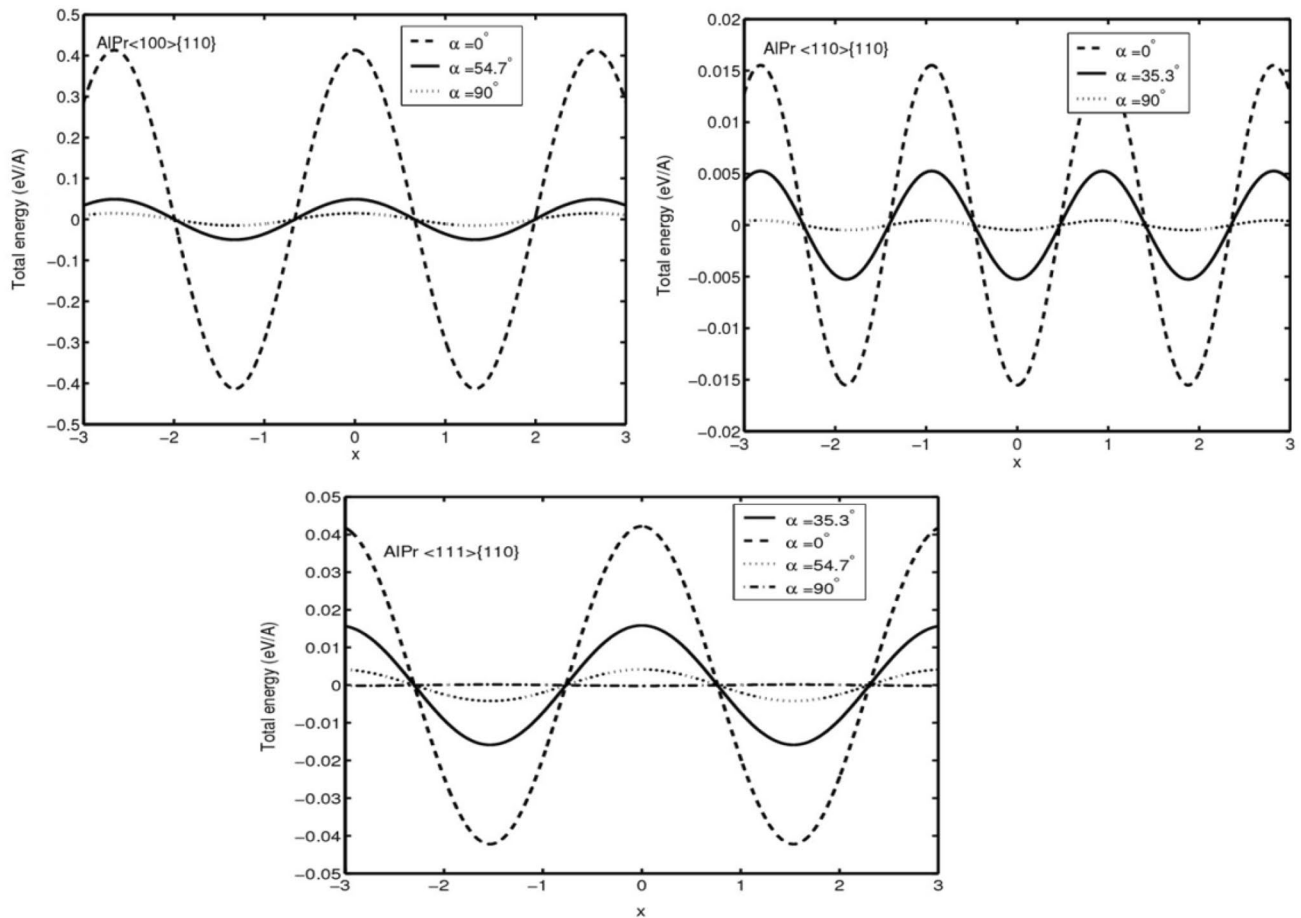 AlPr<100>{110}
α =0°
α =54.7°
α =90°
Total energy (eV/A)
0.5
0.4
0.3
0.2
0.1
0
−0.1
−0.2
−0.3
−0.4
−0.5
−3 −2 −1 0 1 2 3
x
AlPr <110>{110}
α =0°
α =35.3°
α =90°
Total energy (eV/A)
0.02
0.015
0.01
0.005
0
−0.005
−0.01
−0.015
−0.02
−3 −2 −1 0 1 2 3
x
AlPr <111>{110}
α =35.3°
α =0°
α =54.7°
α =90°
Total energy (eV/A)
0.05
0.04
0.03
0.02
0.01
0
−0.01
−0.02
−0.03
−0.04
−0.05
−3 −2 −1 0 1 2 3
x